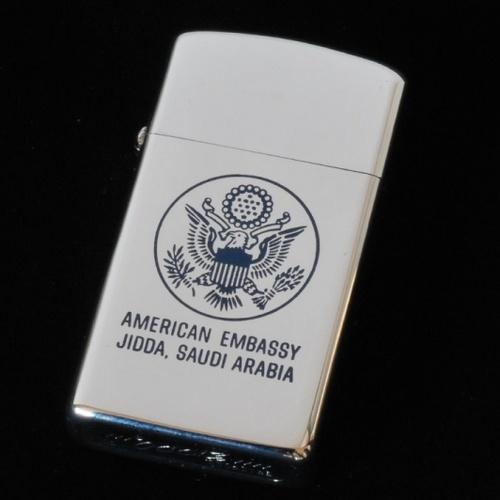 AMERICAN EMBASSY
JIDDA, SAUDI ARABIA